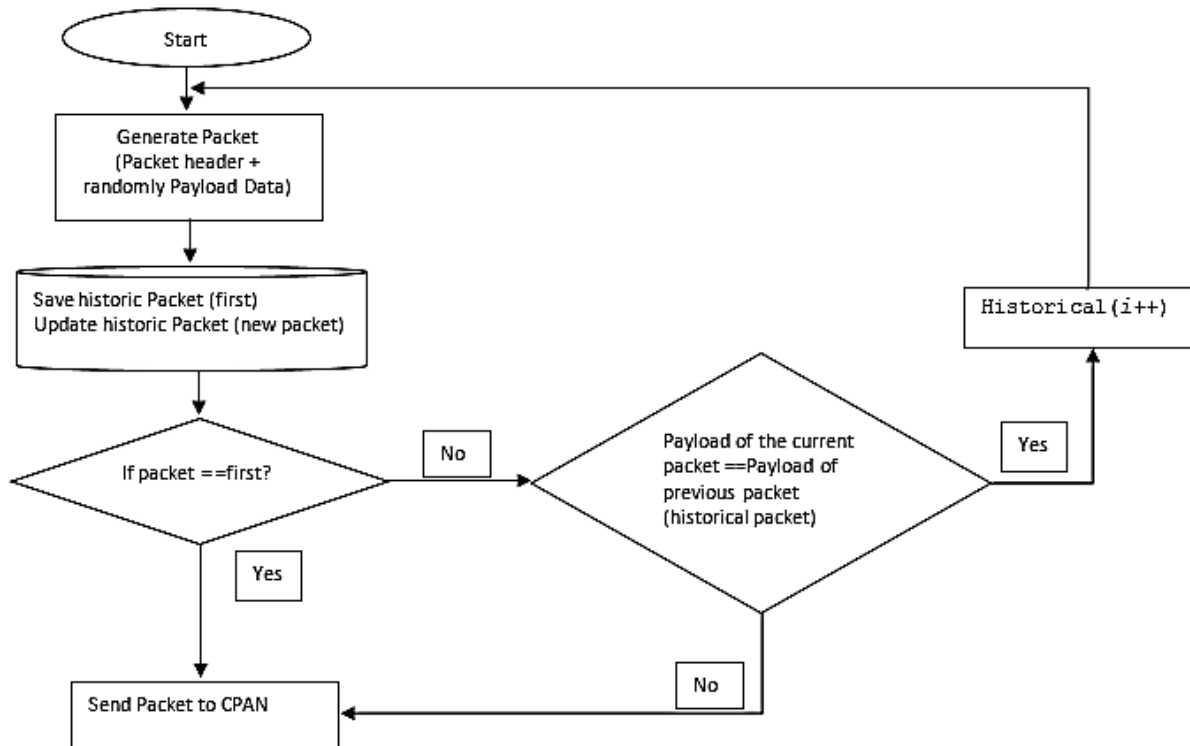 Start
Generate Packet
(Packet header +
randomly Payload Data)
Save historic Packet (first)
Update historic Packet (new packet)
Historical(i++)
If packet ==first?
No
Payload of the current
packet ==Payload of
previous packet
(historical packet)
Yes
Yes
No
Send Packet to CPAN